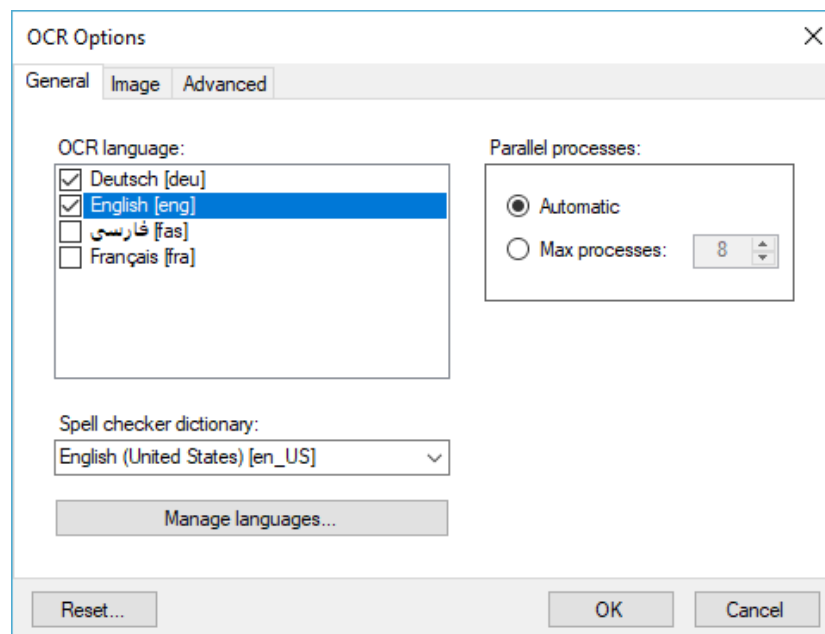 OCR Options
General Image Advanced
OCR language:
Deutsch [deu]
English [eng]
فارسی [fas]
Français [fra]
Parallel processes:
Automatic
Max processes: 8
Spell checker dictionary:
English (United States) [en_US]
Manage languages...
Reset... OK Cancel